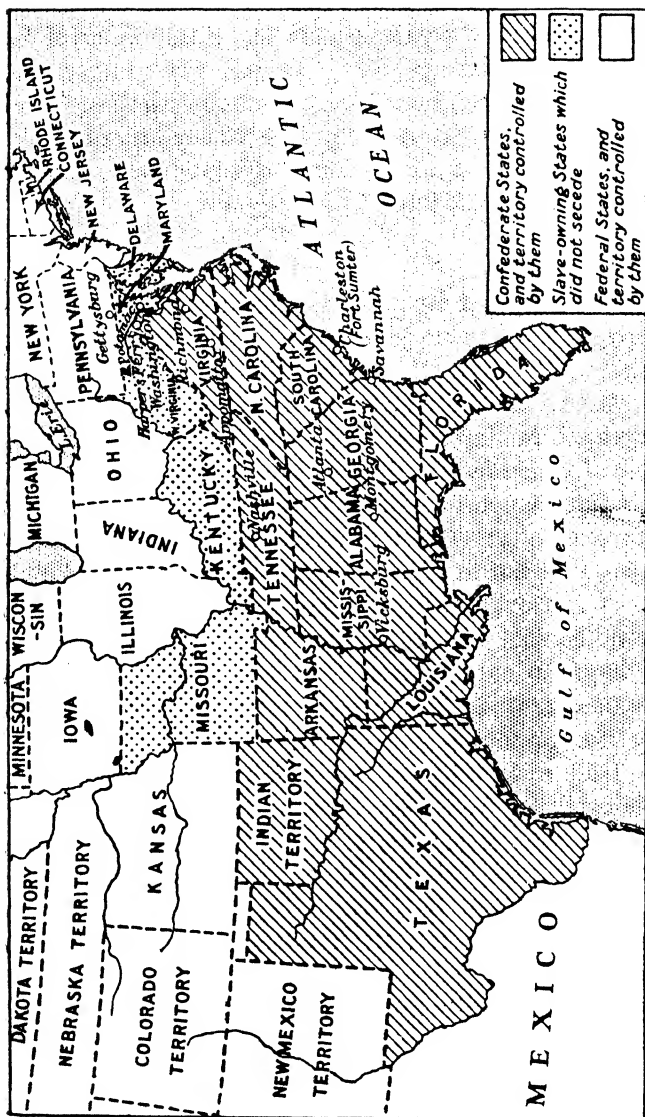 DAKOTA TERRITORY
NEBRASKA TERRITORY
MINNESOTA
WISCON
-SIN
MICHIGAN
L. Erie
NEW YORK
RHODE ISLAND
CONNECTICUT
NEW JERSEY
DELAWARE
MARYLAND
PENNSYLVANIA
Gettysburg
IOWA
ILLINOIS
INDIANA
OHIO
COLORADO
TERRITORY
KANSAS
MISSOURI
KENTUCKY
Harper's Ferry
Washington
W. VIRGINIA
Richmond
VIRGINIA
NEW MEXICO
TERRITORY
INDIAN
TERRITORY
ARKANSAS
TENNESSEE
Nashville
N. CAROLINA
SOUTH
CAROLINA
Atlanta
Charleston
(Fort Sumter)
Savannah
TEXAS
LOUISIANA
MISSIS-
SIPPI
Vicksburg
ALABAMA
Montgomery
GEORGIA
FLORIDA
MEXICO
Gulf of Mexico
ATLANTIC
OCEAN
Confederate States,
and territory controlled
by them
Slave-owning States which
did not secede
Federal States, and
territory controlled
by them